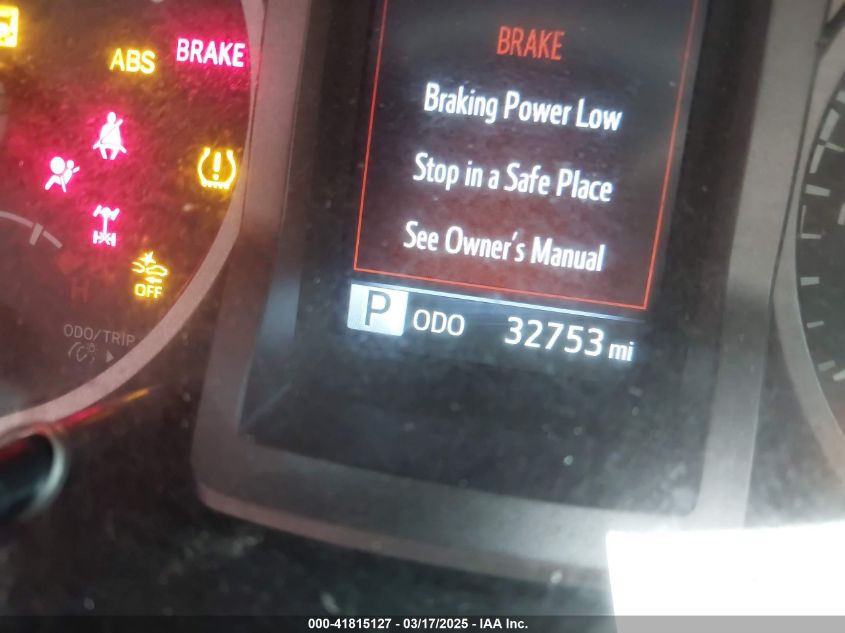 ABS
BRAKE
OFF
H
ODO/TRIP
BRAKE
Braking Power Low
Stop in a Safe Place
See Owner's Manual
P ODO 32753 mi
000-41815127 - 03/17/2025 - IAA Inc.